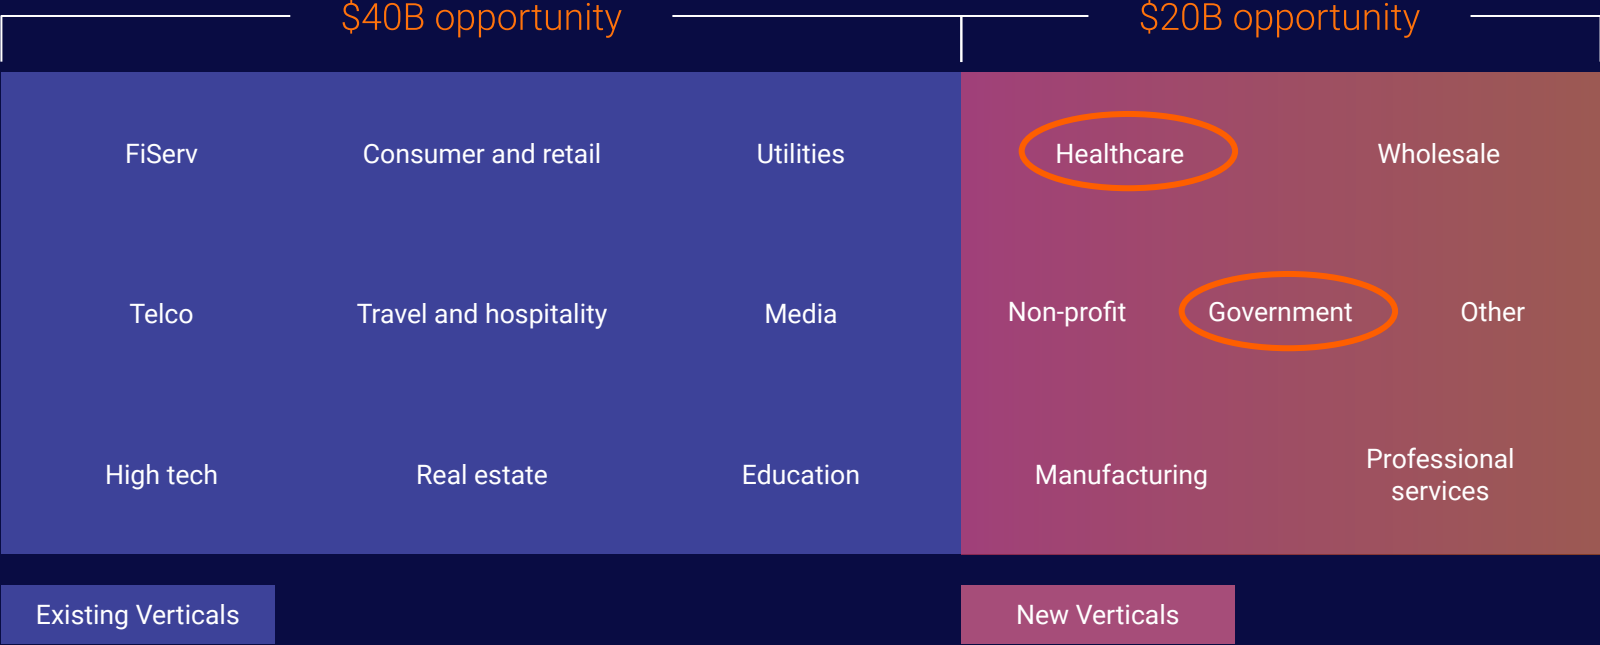 $40B opportunity
$20B opportunity
FiServ
Consumer and retail
Utilities
Healthcare
Wholesale
Telco
Travel and hospitality
Media
Non-profit
Government
Other
High tech
Real estate
Education
Manufacturing
Professional
services
Existing Verticals
New Verticals